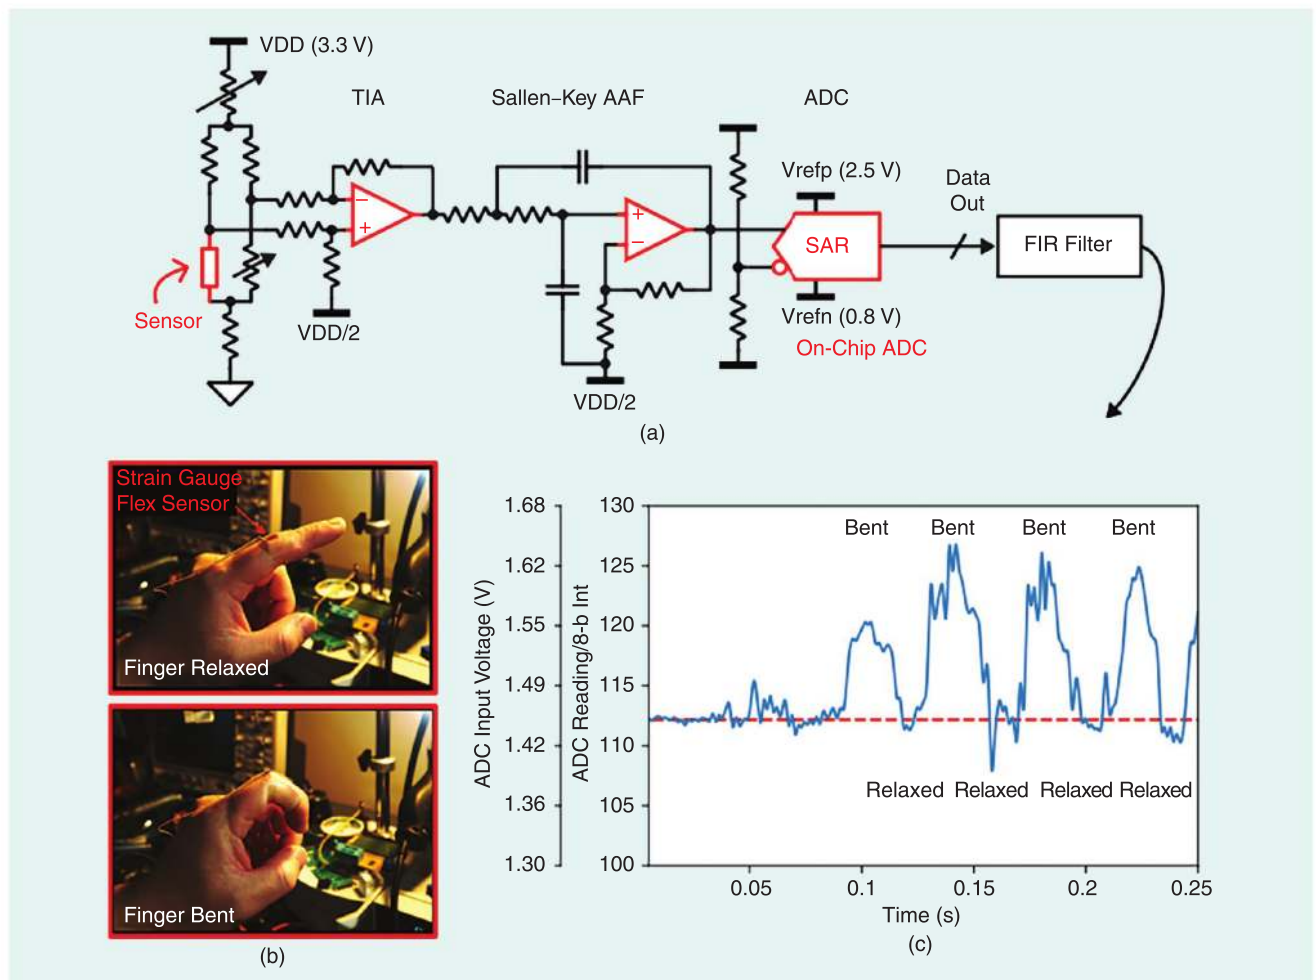 VDD (3.3 V)
TIA
Sallen–Key AAF
ADC
Vrefp (2.5 V)
Data
Out
−
+
+
−
SAR
FIR Filter
Sensor
VDD/2
Vrefn (0.8 V)
On-Chip ADC
VDD/2
(a)
Strain Gauge
Flex Sensor
Finger Relaxed
Finger Bent
(b)
ADC Input Voltage (V)
1.68
1.62
1.55
1.49
1.42
1.36
1.30
ADC Reading/8-b Int
130
125
120
115
110
105
100
Bent
Bent
Bent
Bent
Relaxed
Relaxed
Relaxed
Relaxed
0.05
0.1
0.15
0.2
0.25
Time (s)
(c)